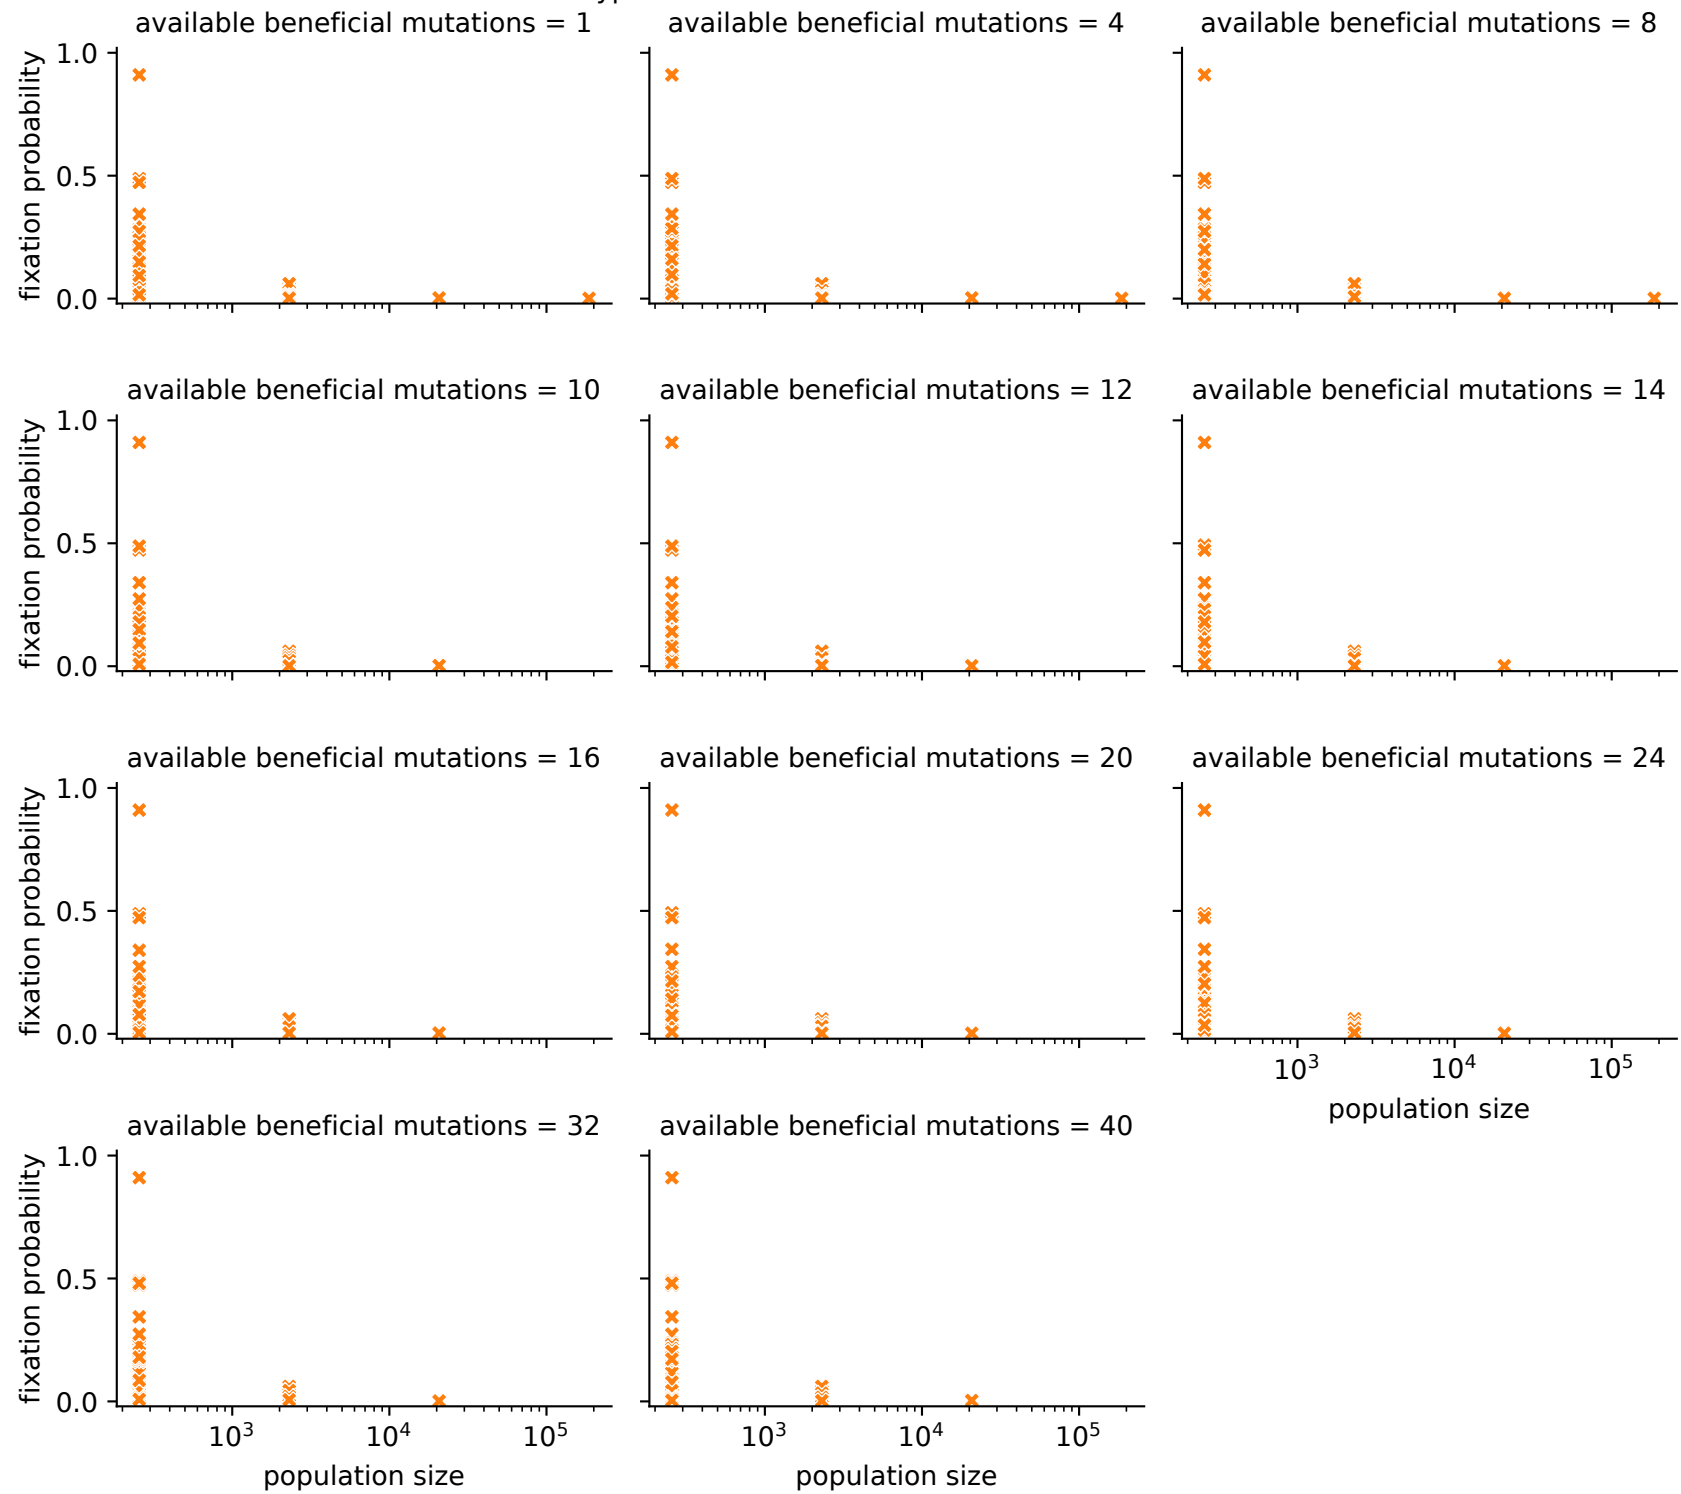 available beneficial mutations = 1
available beneficial mutations = 4
available beneficial mutations = 8
fixation probability
1.0
0.5
0.0
available beneficial mutations = 10
available beneficial mutations = 12
available beneficial mutations = 14
fixation probability
1.0
0.5
0.0
available beneficial mutations = 16
available beneficial mutations = 20
available beneficial mutations = 24
fixation probability
1.0
0.5
0.0
10³ 10⁴ 10⁵
population size
available beneficial mutations = 32
available beneficial mutations = 40
fixation probability
1.0
0.5
0.0
10³ 10⁴ 10⁵
10³ 10⁴ 10⁵
population size
population size